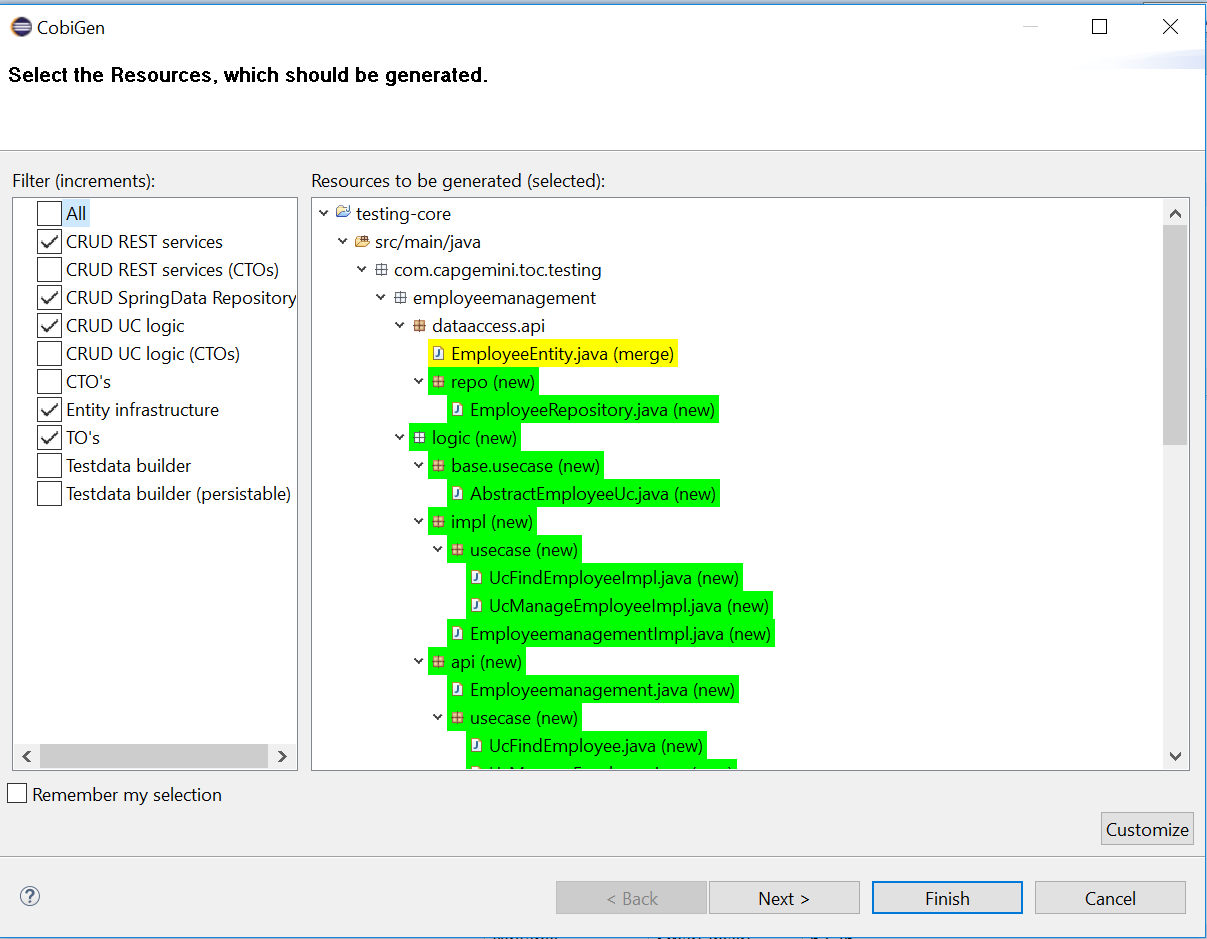 CobiGen
Select the Resources, which should be generated.
Filter (increments):
All
CRUD REST services
CRUD REST services (CTOs)
CRUD SpringData Repository
CRUD UC logic
CRUD UC logic (CTOs)
CTO's
Entity infrastructure
TO's
Testdata builder
Testdata builder (persistable)
Resources to be generated (selected):
testing-core
src/main/java
com.capgemini.toc.testing
employeemanagement
dataaccess.api
EmployeeEntity.java (merge)
repo (new)
EmployeeRepository.java (new)
logic (new)
base.usecase (new)
AbstractEmployeeUc.java (new)
impl (new)
usecase (new)
UcFindEmployeeImpl.java (new)
UcManageEmployeeImpl.java (new)
EmployeemanagementImpl.java (new)
api (new)
Employeemanagement.java (new)
usecase (new)
UcFindEmployee.java (new)
Remember my selection
Customize
?
< Back
Next >
Finish
Cancel